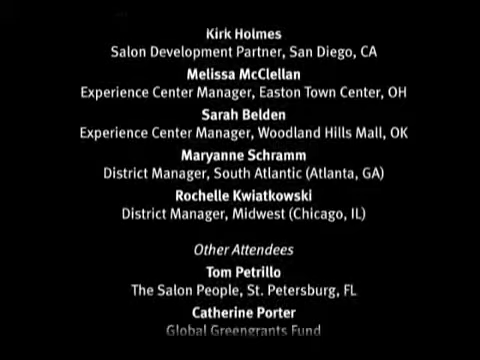 Kirk Holmes
Salon Development Partner, San Diego, CA
Melissa McClellan
Experience Center Manager, Easton Town Center, OH
Sarah Belden
Experience Center Manager, Woodland Hills Mall, OK
Maryanne Schramm
District Manager, South Atlantic (Atlanta, GA)
Rochelle Kwiatkowski
District Manager, Midwest (Chicago, IL)
Other Attendees
Tom Petrillo
The Salon People, St. Petersburg, FL
Catherine Porter
Global Greengrants Fund